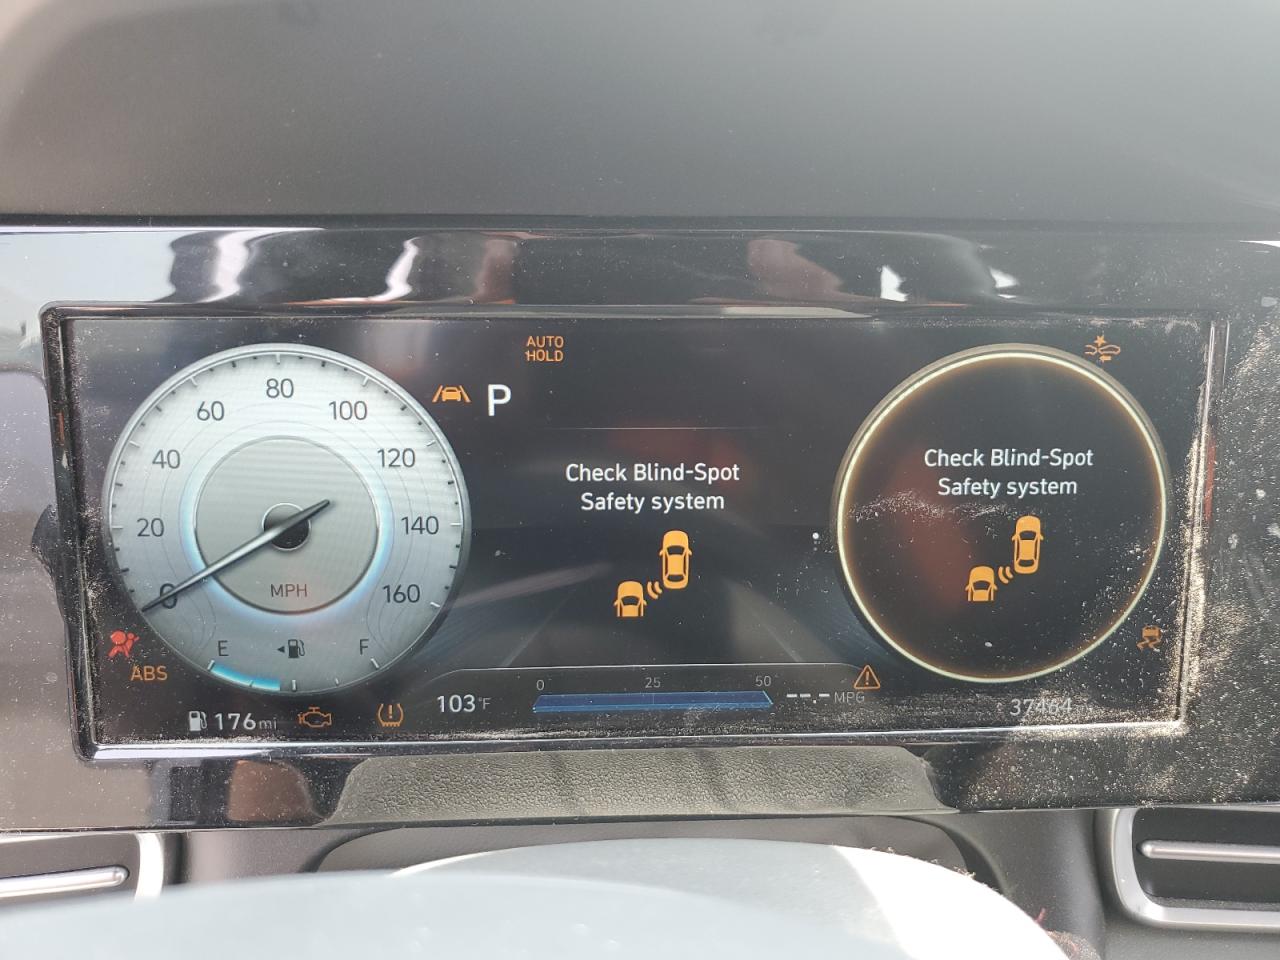 AUTO
HOLD
P
80
60
100
40
120
20
140
0
160
MPH
E
F
ABS
176mi
Check Blind-Spot
Safety system
Check Blind-Spot
Safety system
0
25
50
103°F
--.- MPG
37464